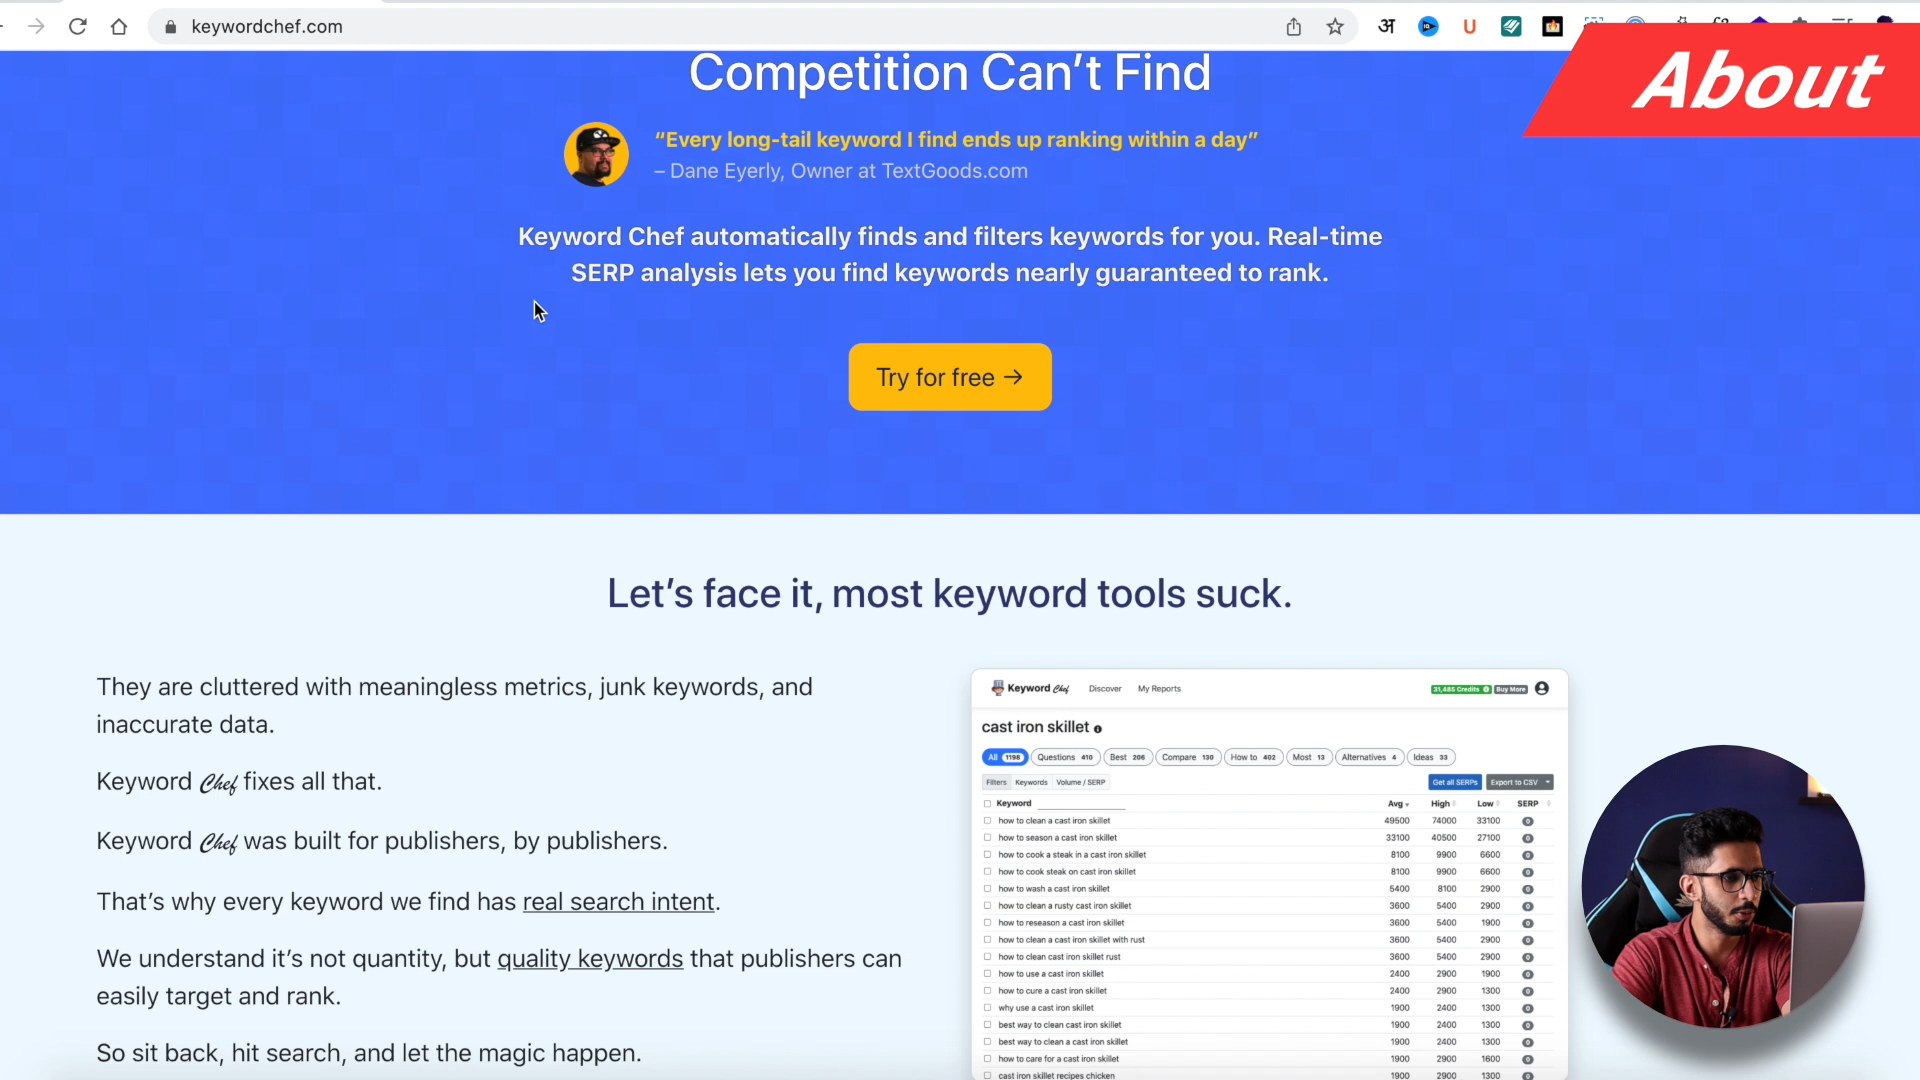 keywordchef.com
अ
U
About
Competition Can't Find
“Every long-tail keyword I find ends up ranking within a day”
– Dane Eyerly, Owner at TextGoods.com
Keyword Chef automatically finds and filters keywords for you. Real-time
SERP analysis lets you find keywords nearly guaranteed to rank.
Try for free →
Let’s face it, most keyword tools suck.
They are cluttered with meaningless metrics, junk keywords, and
inaccurate data.
Keyword Chef fixes all that.
Keyword Chef was built for publishers, by publishers.
That’s why every keyword we find has real search intent.
We understand it’s not quantity, but quality keywords that publishers can
easily target and rank.
So sit back, hit search, and let the magic happen.
Keyword Chef Discover My Reports 31,485 Credits Buy More
cast iron skillet
All 1198 Questions 410 Best 206 Compare 130 How to 402 Most 13 Alternatives 4 Ideas 33
Filters Keywords Volume / SERP Get all SERPs Export to CSV
Keyword Avg High Low SERP
how to clean a cast iron skillet 49500 74000 33100 0
how to season a cast iron skillet 33100 40500 27100 0
how to cook a steak in a cast iron skillet 8100 9900 6600 0
how to cook steak on cast iron skillet 8100 9900 6600 0
how to wash a cast iron skillet 5400 8100 2900 0
how to clean a rusty cast iron skillet 3600 5400 2900 0
how to reseason a cast iron skillet 3600 5400 1900 0
how to clean a cast iron skillet with rust 3600 5400 2900 0
how to clean cast iron skillet rust 3600 5400 2900 0
how to use a cast iron skillet 2400 2900 1900 0
how to cure a cast iron skillet 2400 2900 1300 0
why use a cast iron skillet 1900 2400 1300 0
best way to clean cast iron skillet 1900 2400 1300 0
best way to clean a cast iron skillet 1900 2400 1300 0
how to care for a cast iron skillet 1900 2900 1600 0
cast iron skillet recipes chicken 1900 2900 1300 0